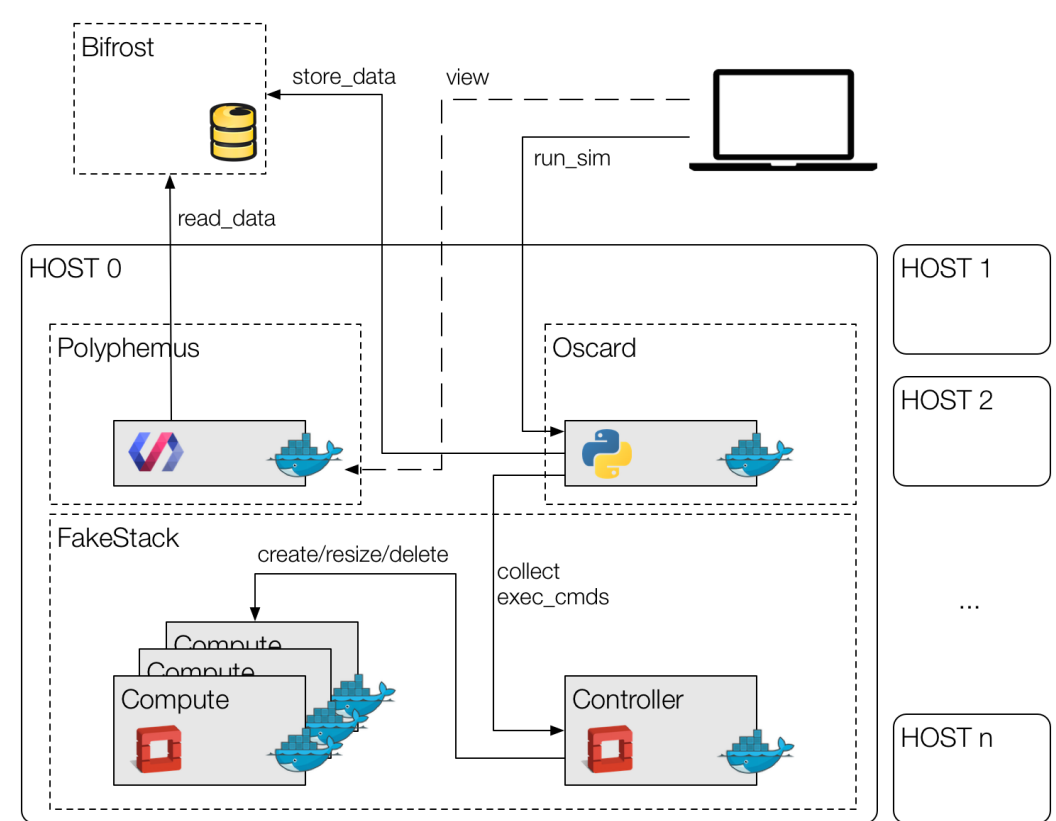 Bifrost
store_data
view
run_sim
read_data
HOST 0
HOST 1
Polyphemus
Oscard
HOST 2
FakeStack
create/resize/delete
collect
exec_cmds
...
Compute
Compute
Compute
Controller
HOST n